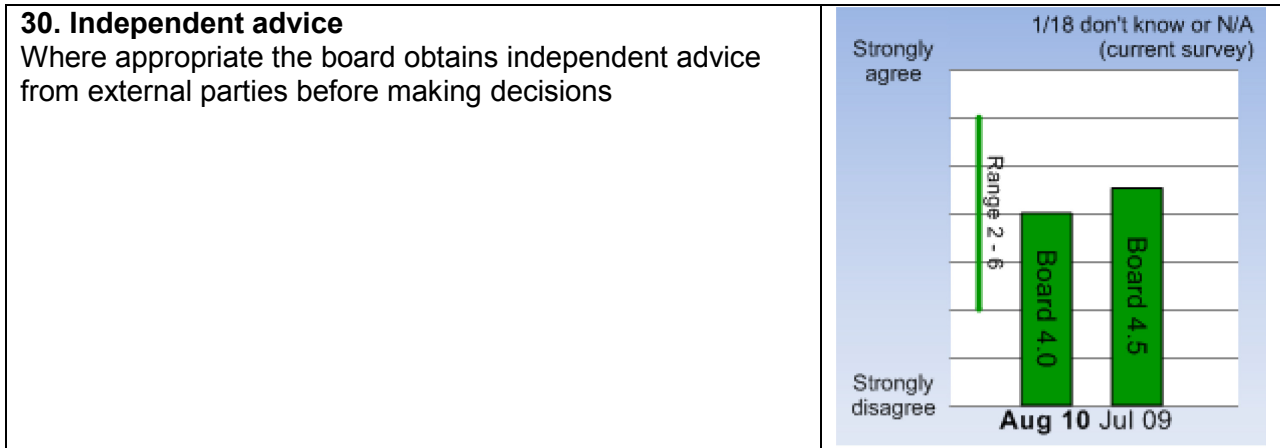 30. Independent advice
Where appropriate the board obtains independent advice
from external parties before making decisions
1/18 don't know or N/A
(current survey)
Strongly
agree
Range 2 - 6
Board 4.0
Board 4.5
Strongly
disagree
Aug 10 Jul 09